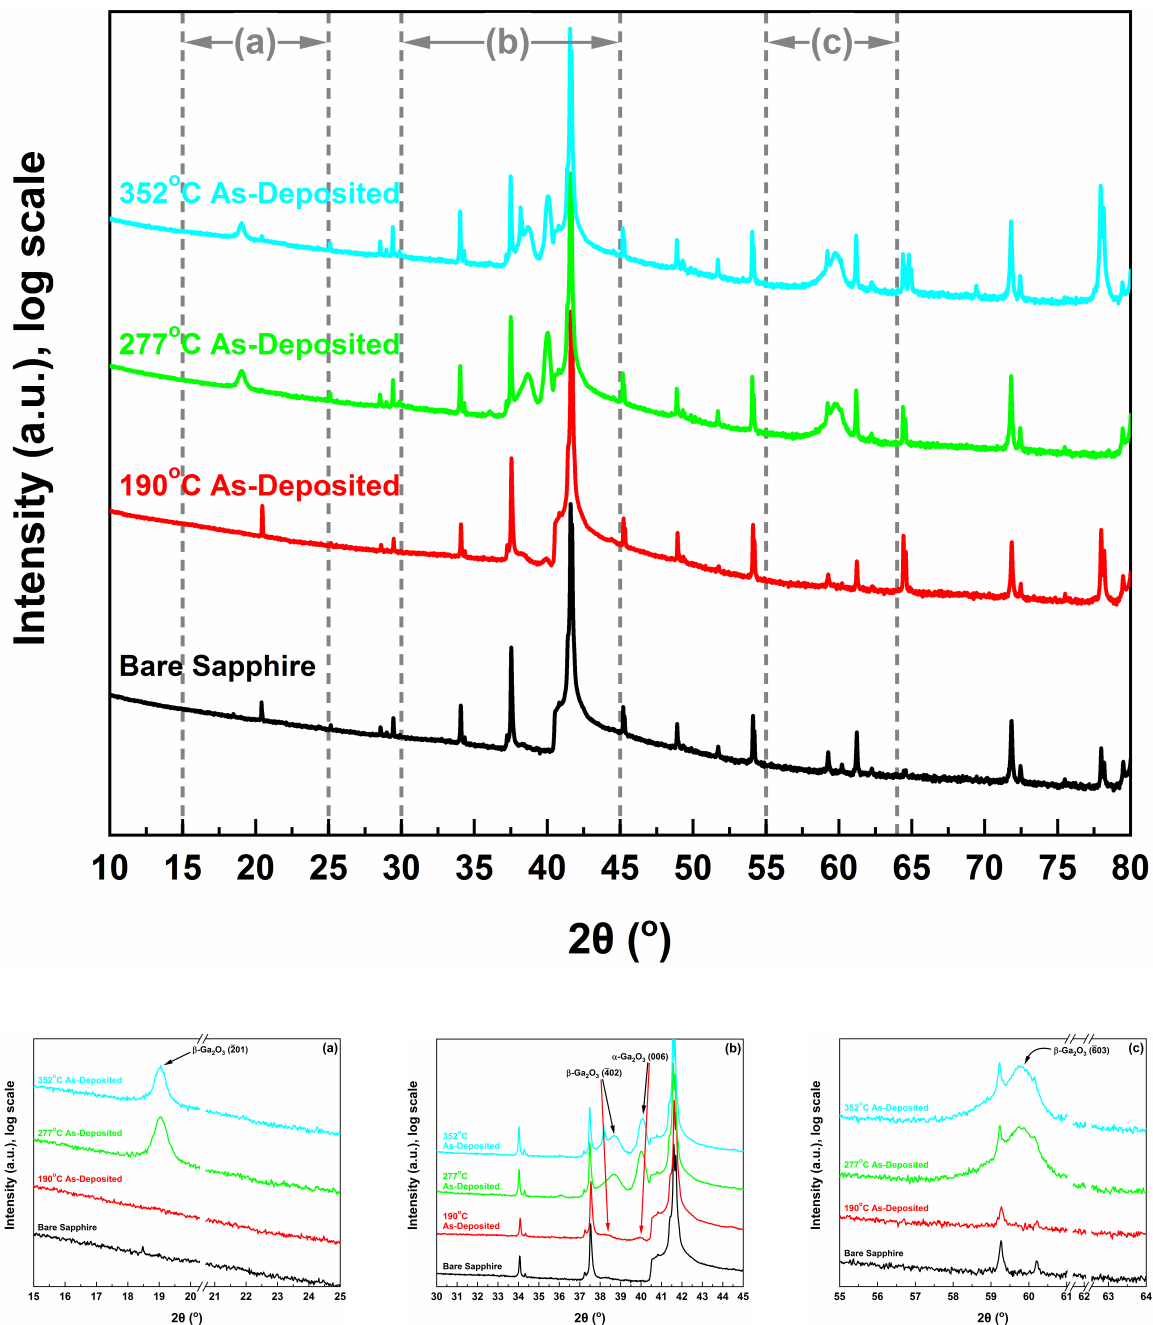 (a) (b) (c)
Intensity (a.u.), log scale
352°C As-Deposited
277°C As-Deposited
190°C As-Deposited
Bare Sapphire
10 15 20 25 30 35 40 45 50 55 60 65 70 75 80
2θ (°)
(a)
β-Ga₂O₃ (2̅01)
Intensity (a.u.), log scale
352°C As-Deposited
277°C As-Deposited
190°C As-Deposited
Bare Sapphire
15 16 17 18 19 20 21 22 23 24 25
2θ (°)
(b)
α-Ga₂O₃ (006)
β-Ga₂O₃ (4̅02)
Intensity (a.u.), log scale
352°C
As-Deposited
277°C
As-Deposited
190°C
As-Deposited
Bare Sapphire
30 31 32 33 34 35 36 37 38 39 40 41 42 43 44 45
2θ (°)
(c)
β-Ga₂O₃ (6̅03)
Intensity (a.u.), log scale
352°C As-Deposited
277°C As-Deposited
190°C As-Deposited
Bare Sapphire
55 56 57 58 59 60 61 62 63 64
2θ (°)